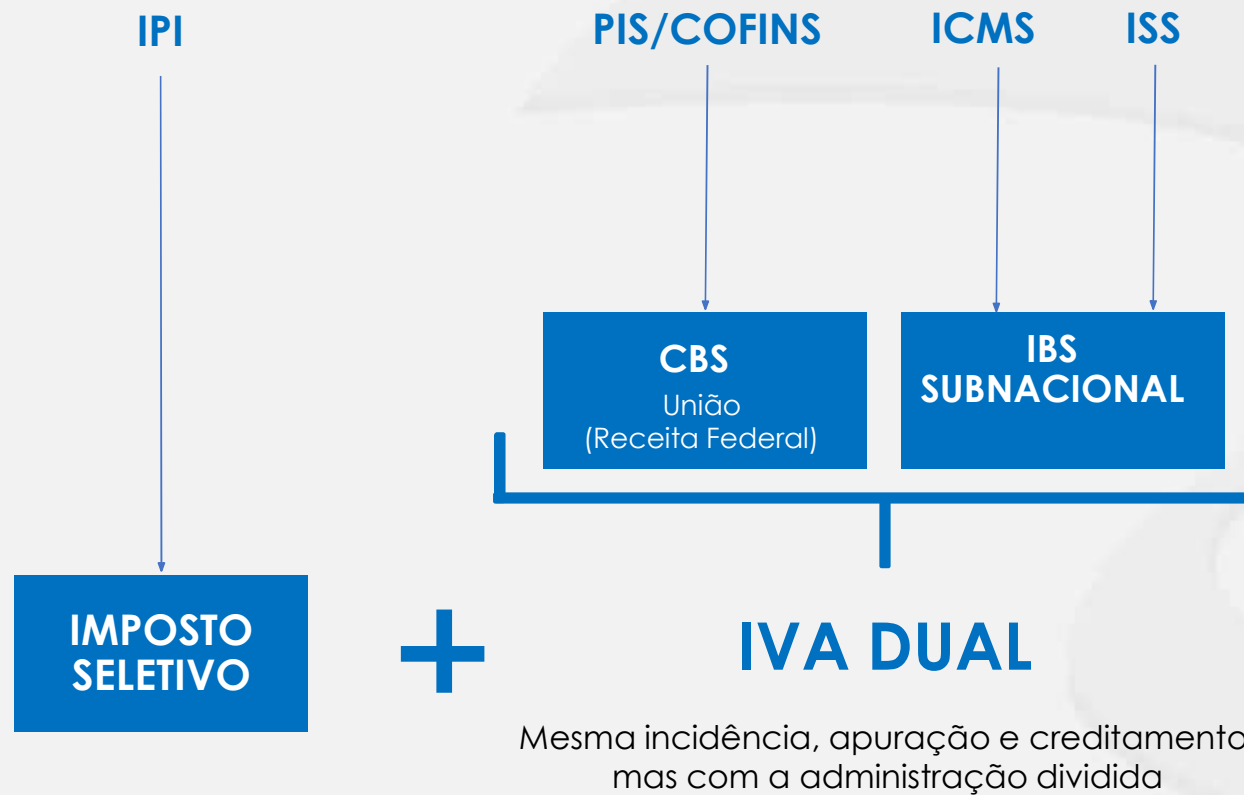 IPI
PIS/COFINS
ICMS
ISS
CBS
União
(Receita Federal)
IBS
SUBNACIONAL
IMPOSTO
SELETIVO
+
IVA DUAL
Mesma incidência, apuração e creditamento
mas com a administração dividida